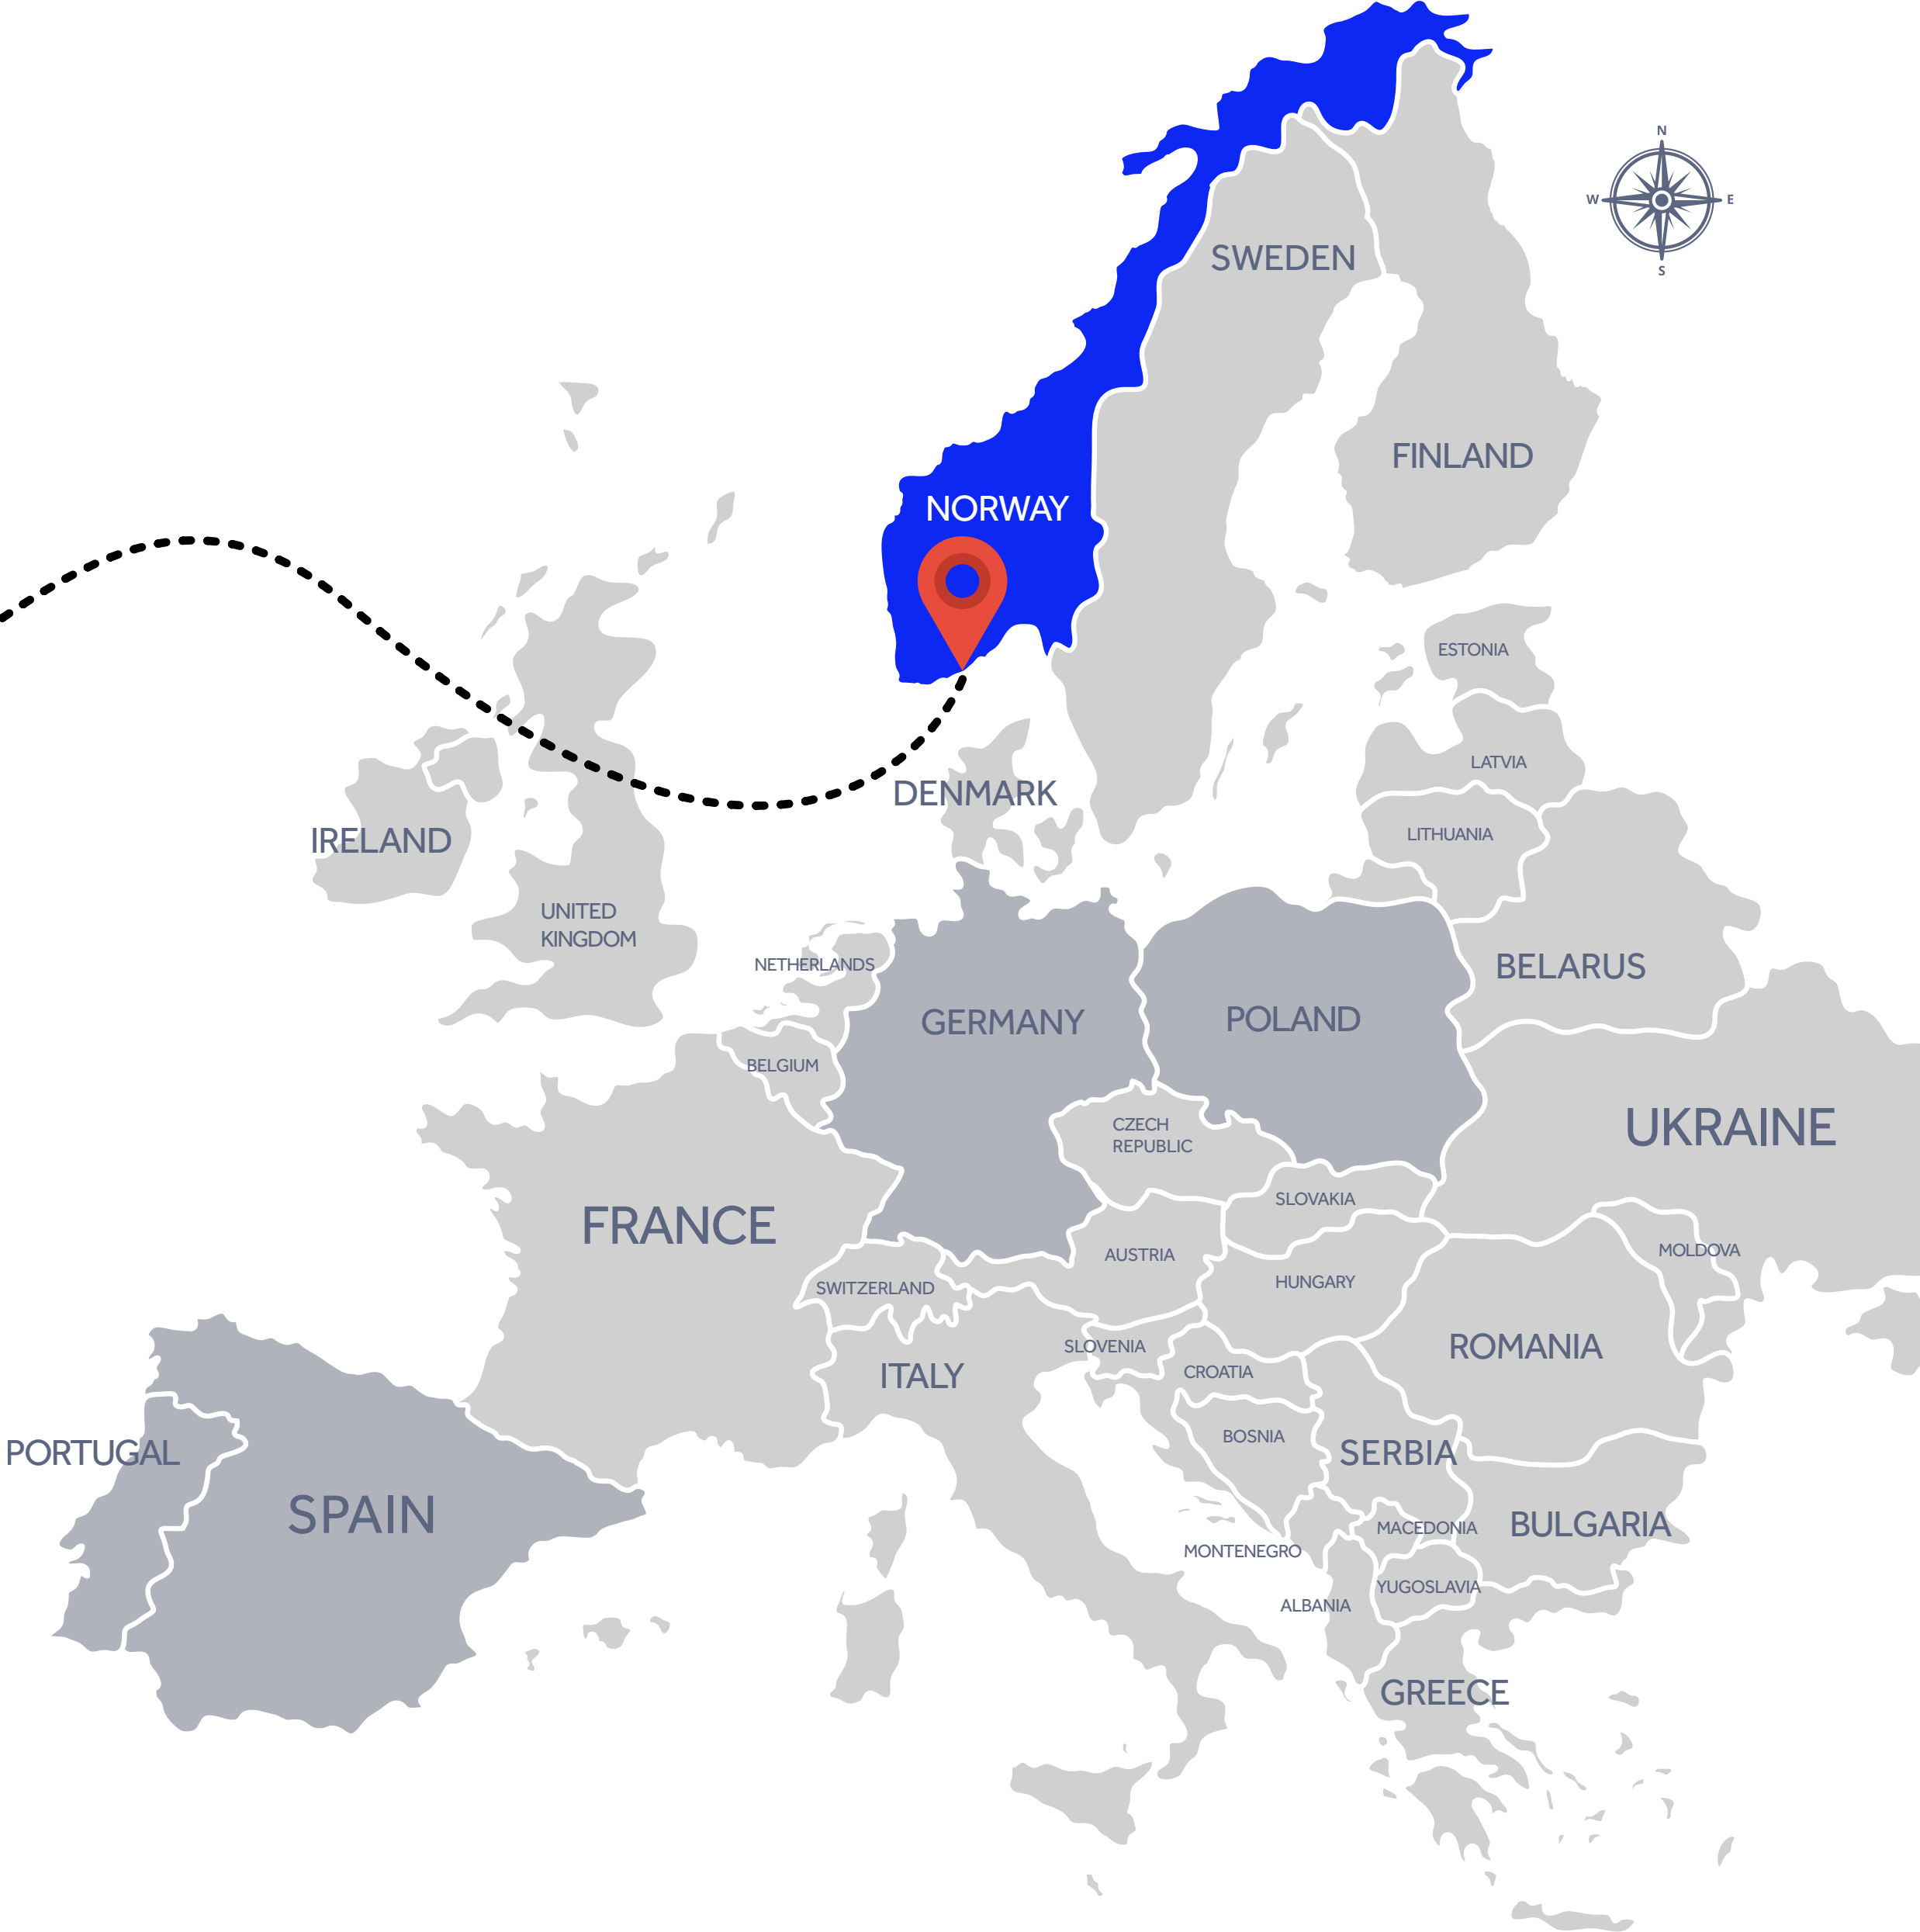 N
W
E
S
SWEDEN
FINLAND
NORWAY
ESTONIA
LATVIA
DENMARK
LITHUANIA
IRELAND
UNITED
KINGDOM
NETHERLANDS
BELARUS
GERMANY
POLAND
BELGIUM
CZECH
REPUBLIC
UKRAINE
SLOVAKIA
FRANCE
AUSTRIA
MOLDOVA
HUNGARY
SWITZERLAND
SLOVENIA
ROMANIA
ITALY
CROATIA
BOSNIA
SERBIA
PORTUGAL
SPAIN
MACEDONIA
BULGARIA
MONTENEGRO
YUGOSLAVIA
ALBANIA
GREECE